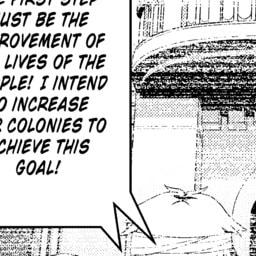 FIRST STEP
UST BE THE
ROVEMENT OF
LIVES OF THE
PLE! I INTEND
O INCREASE
COLONIES TO
CHIEVE THIS
GOAL!